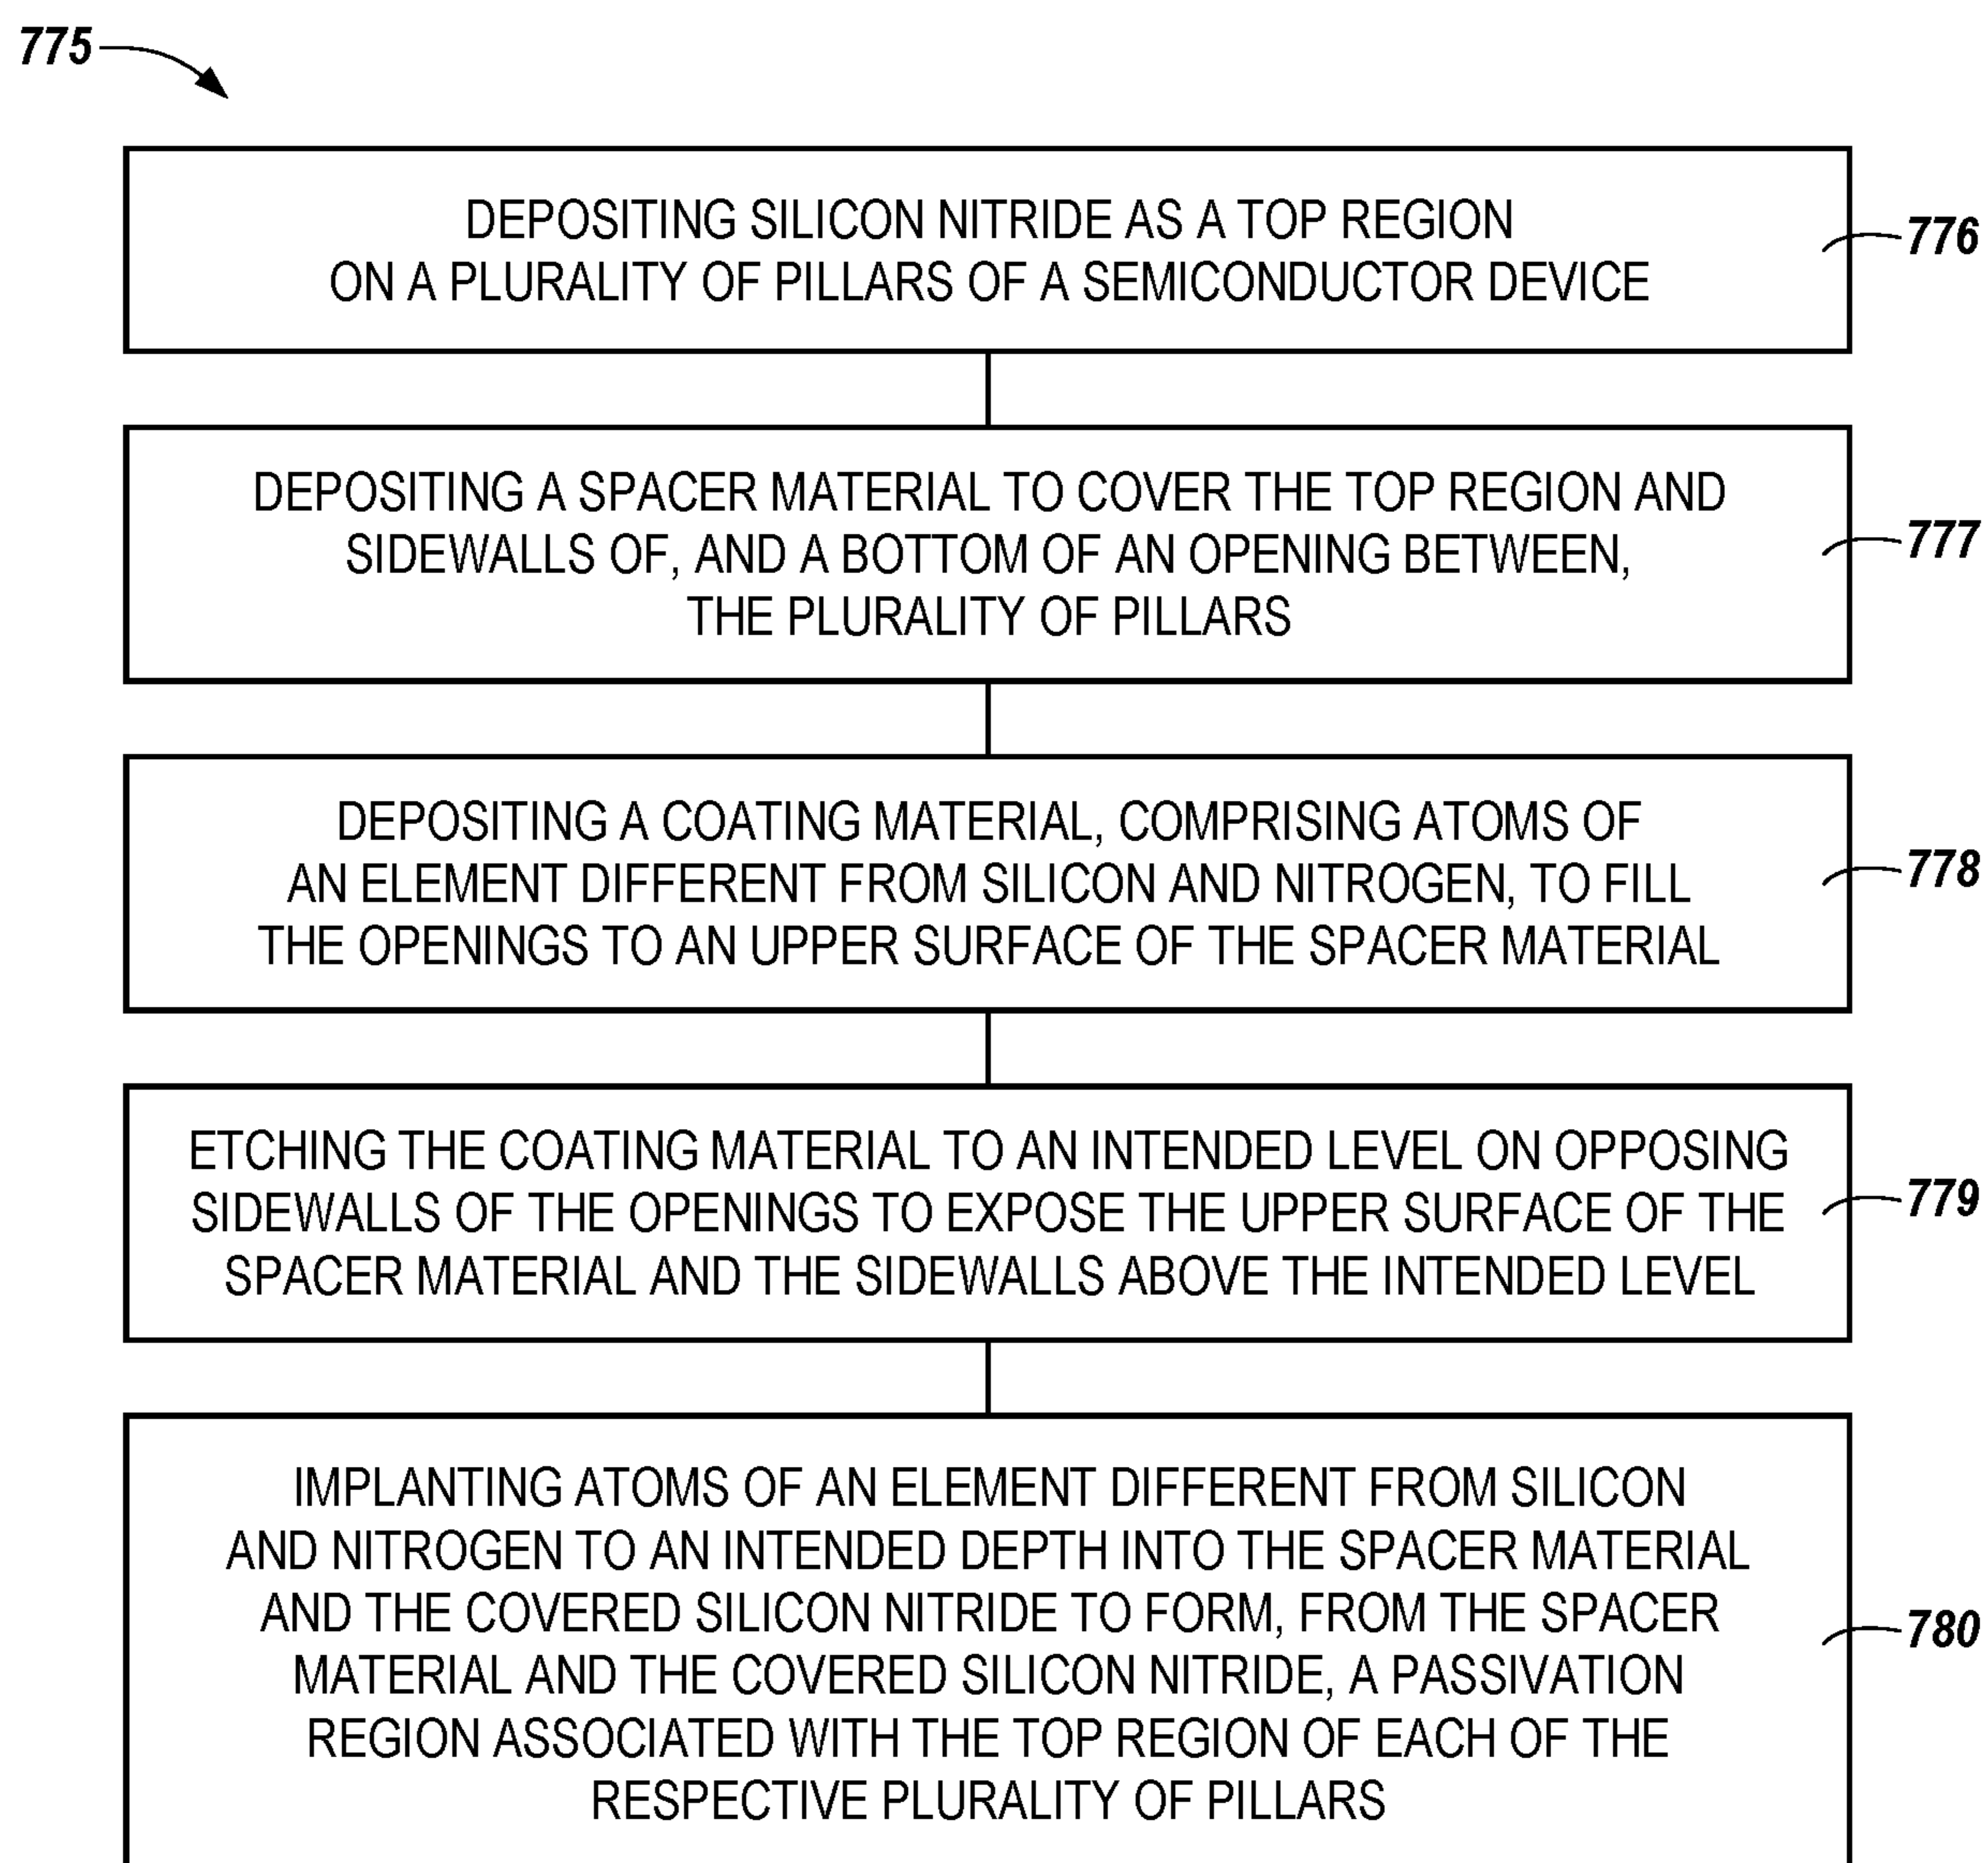 775
DEPOSITING SILICON NITRIDE AS A TOP REGION
ON A PLURALITY OF PILLARS OF A SEMICONDUCTOR DEVICE
776
DEPOSITING A SPACER MATERIAL TO COVER THE TOP REGION AND
SIDEWALLS OF, AND A BOTTOM OF AN OPENING BETWEEN,
THE PLURALITY OF PILLARS
777
DEPOSITING A COATING MATERIAL, COMPRISING ATOMS OF
AN ELEMENT DIFFERENT FROM SILICON AND NITROGEN, TO FILL
THE OPENINGS TO AN UPPER SURFACE OF THE SPACER MATERIAL
778
ETCHING THE COATING MATERIAL TO AN INTENDED LEVEL ON OPPOSING
SIDEWALLS OF THE OPENINGS TO EXPOSE THE UPPER SURFACE OF THE
SPACER MATERIAL AND THE SIDEWALLS ABOVE THE INTENDED LEVEL
779
IMPLANTING ATOMS OF AN ELEMENT DIFFERENT FROM SILICON
AND NITROGEN TO AN INTENDED DEPTH INTO THE SPACER MATERIAL
AND THE COVERED SILICON NITRIDE TO FORM, FROM THE SPACER
MATERIAL AND THE COVERED SILICON NITRIDE, A PASSIVATION
REGION ASSOCIATED WITH THE TOP REGION OF EACH OF THE
RESPECTIVE PLURALITY OF PILLARS
780